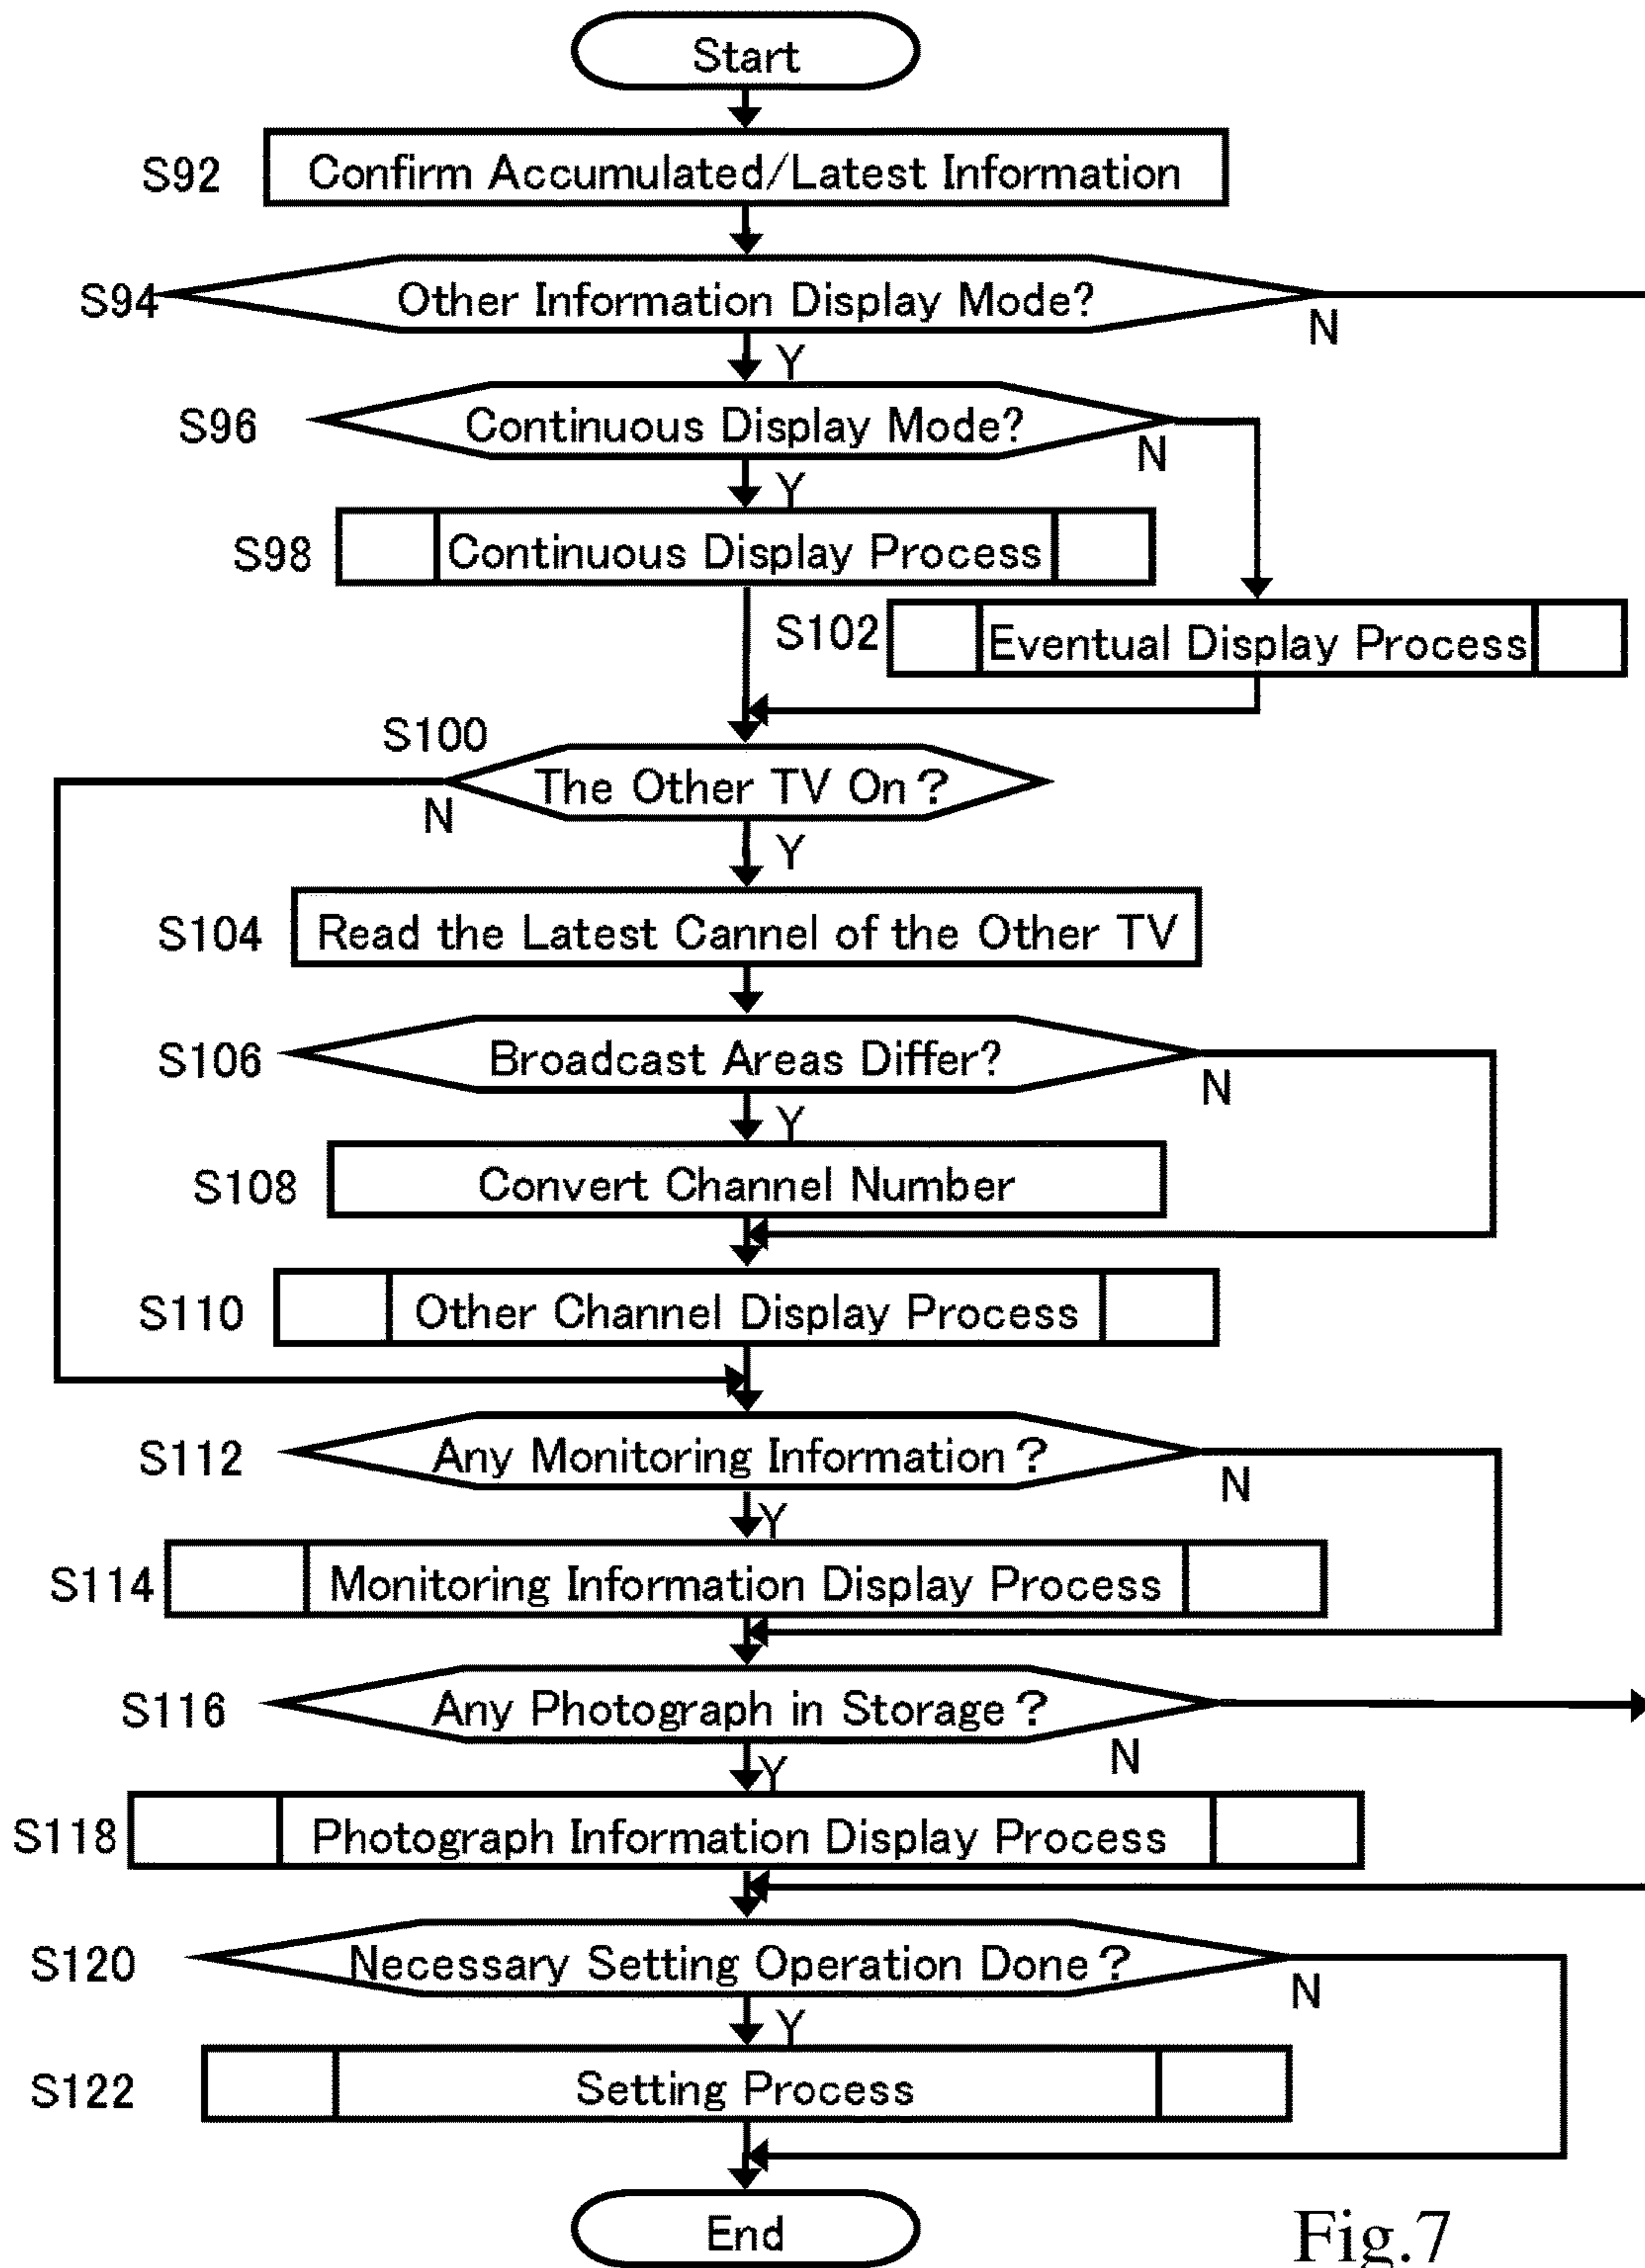 Start
S92 Confirm Accumulated/Latest Information
S94 Other Information Display Mode?
N
Y
S96 Continuous Display Mode?
N
Y
S98 Continuous Display Process
S102 Eventual Display Process
S100
The Other TV On?
N
Y
S104 Read the Latest Cannel of the Other TV
S106 Broadcast Areas Differ?
N
Y
S108 Convert Channel Number
S110 Other Channel Display Process
S112 Any Monitoring Information?
N
Y
S114 Monitoring Information Display Process
S116 Any Photograph in Storage?
N
Y
S118 Photograph Information Display Process
S120 Necessary Setting Operation Done?
N
Y
S122 Setting Process
End
Fig.7